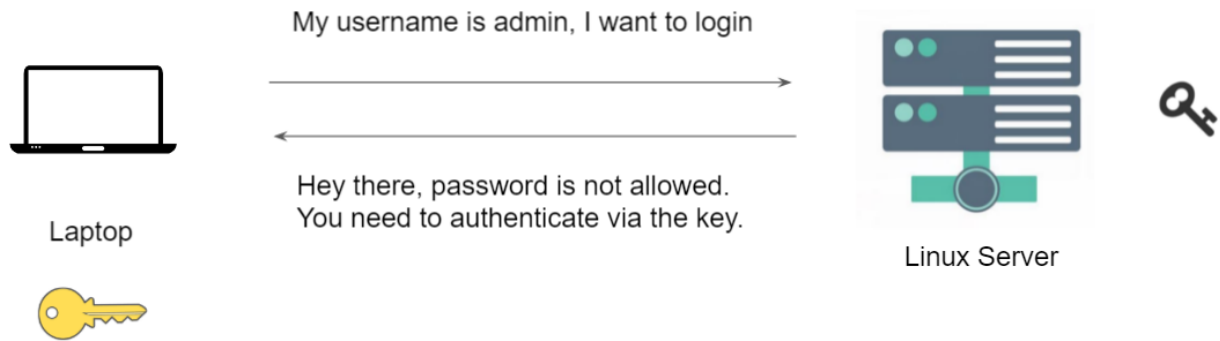 My username is admin, I want to login
Hey there, password is not allowed.
You need to authenticate via the key.
Laptop
Linux Server